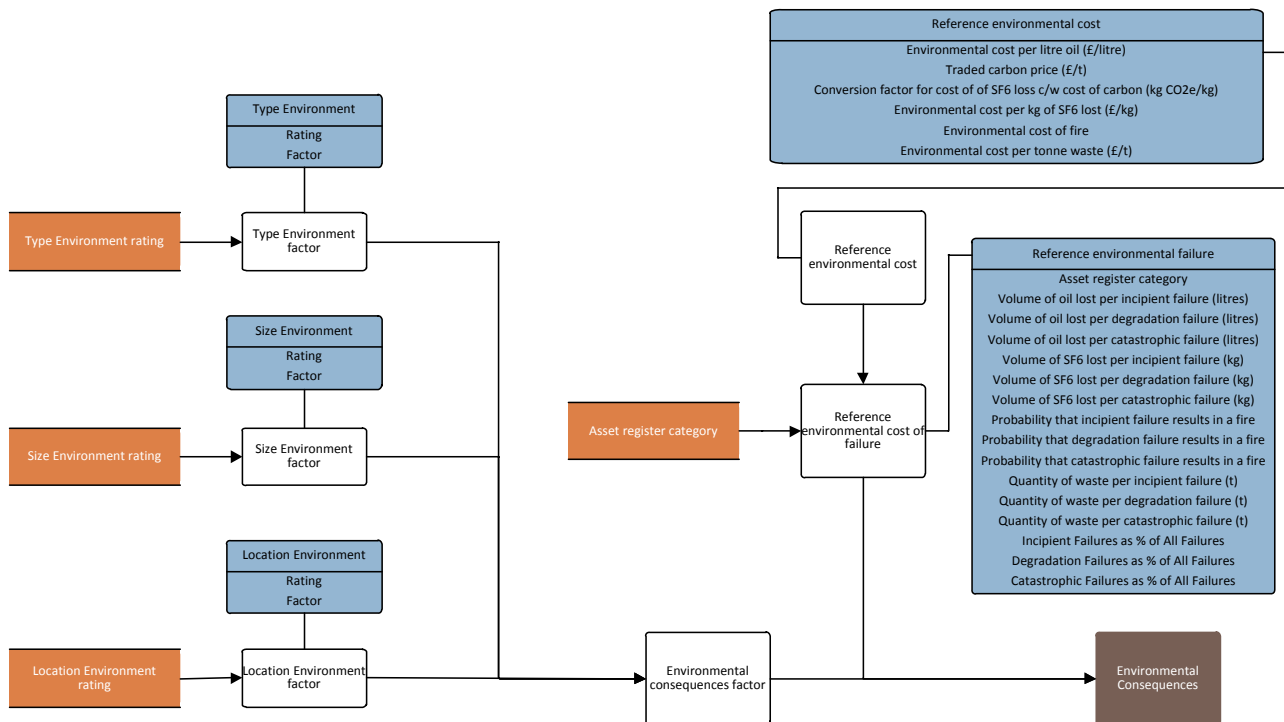 Reference environmental cost
Environmental cost per litre oil (£/litre)
Traded carbon price (£/t)
Conversion factor for cost of of SF6 loss c/w cost of carbon (kg CO2e/kg)
Environmental cost per kg of SF6 lost (£/kg)
Environmental cost of fire
Environmental cost per tonne waste (£/t)
Type Environment
Rating
Factor
Type Environment rating
Type Environment
factor
Reference
environmental cost
Reference environmental failure
Asset register category
Volume of oil lost per incipient failure (litres)
Volume of oil lost per degradation failure (litres)
Volume of oil lost per catastrophic failure (litres)
Volume of SF6 lost per incipient failure (kg)
Volume of SF6 lost per degradation failure (kg)
Volume of SF6 lost per catastrophic failure (kg)
Probability that incipient failure results in a fire
Probability that degradation failure results in a fire
Probability that catastrophic failure results in a fire
Quantity of waste per incipient failure (t)
Quantity of waste per degradation failure (t)
Quantity of waste per catastrophic failure (t)
Incipient Failures as % of All Failures
Degradation Failures as % of All Failures
Catastrophic Failures as % of All Failures
Size Environment
Rating
Factor
Size Environment rating
Size Environment
factor
Asset register category
Reference
environmental cost of
failure
Location Environment
Rating
Factor
Location Environment
rating
Location Environment
factor
Environmental
consequences factor
Environmental
Consequences